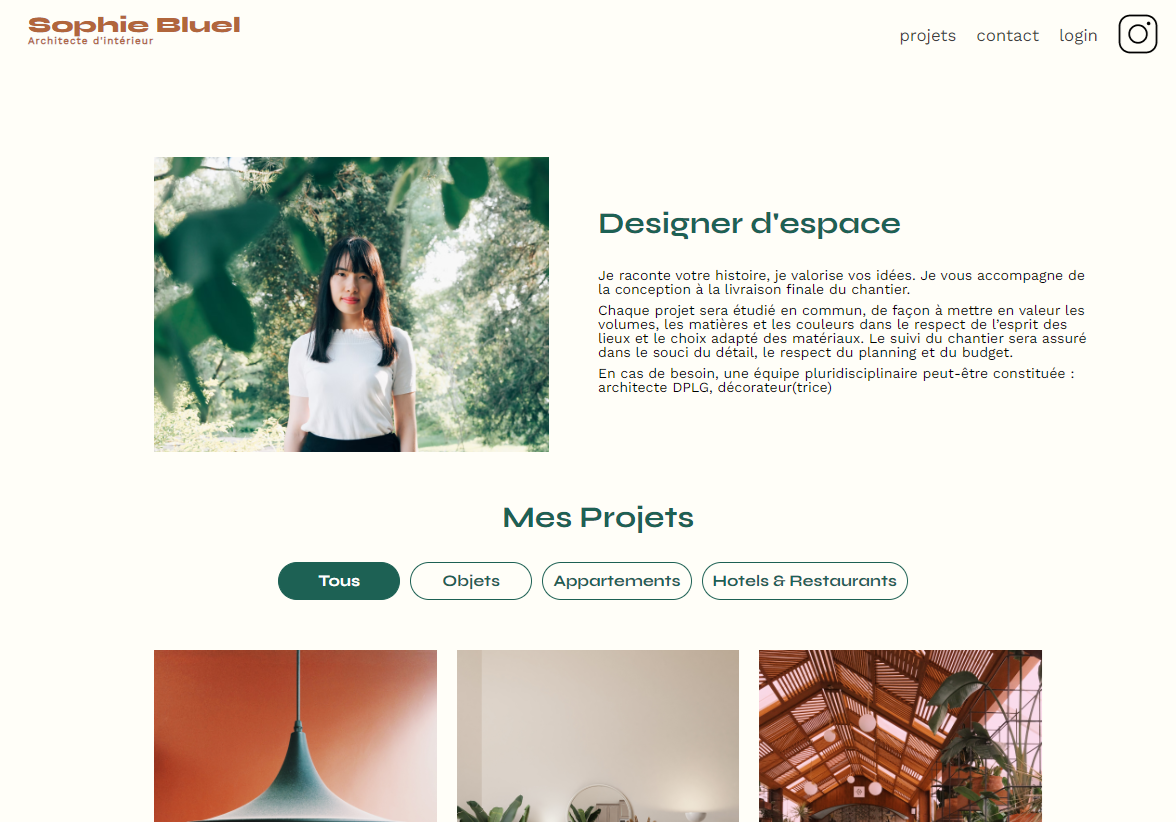 Sophie Bluel
Architecte d'intérieur
projets contact login
Designer d'espace
Je raconte votre histoire, je valorise vos idées. Je vous accompagne de
la conception à la livraison finale du chantier.
Chaque projet sera étudié en commun, de façon à mettre en valeur les
volumes, les matières et les couleurs dans le respect de l’esprit des
lieux et le choix adapté des matériaux. Le suivi du chantier sera assuré
dans le souci du détail, le respect du planning et du budget.
En cas de besoin, une équipe pluridisciplinaire peut-être constituée :
architecte DPLG, décorateur(trice)
Mes Projets
Tous Objets Appartements Hotels & Restaurants